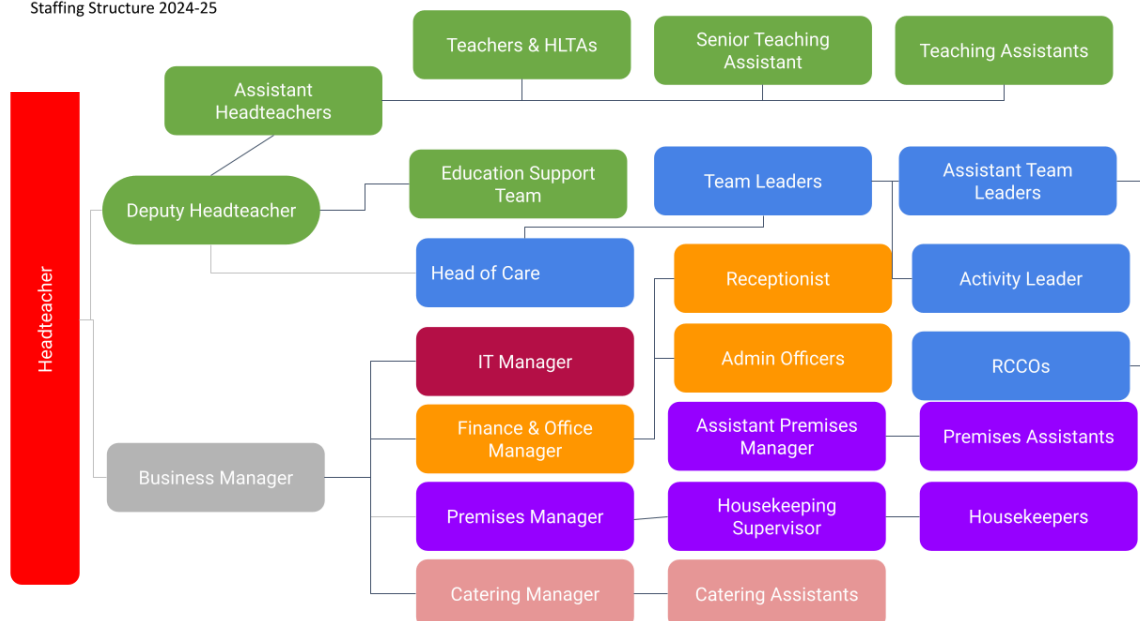 Staffing Structure 2024-25
Teachers & HLTAs
Senior Teaching
Assistant
Teaching Assistants
Assistant
Headteachers
Education Support
Team
Team Leaders
Assistant Team
Leaders
Deputy Headteacher
Head of Care
Receptionist
Activity Leader
Headteacher
IT Manager
Admin Officers
RCCOs
Finance & Office
Manager
Assistant Premises
Manager
Premises Assistants
Business Manager
Premises Manager
Housekeeping
Supervisor
Housekeepers
Catering Manager
Catering Assistants